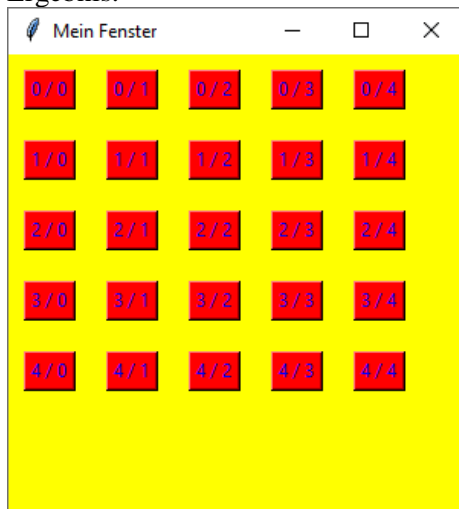 Ergebnis:
Mein Fenster
0 / 0 0 / 1 0 / 2 0 / 3 0 / 4
1 / 0 1 / 1 1 / 2 1 / 3 1 / 4
2 / 0 2 / 1 2 / 2 2 / 3 2 / 4
3 / 0 3 / 1 3 / 2 3 / 3 3 / 4
4 / 0 4 / 1 4 / 2 4 / 3 4 / 4